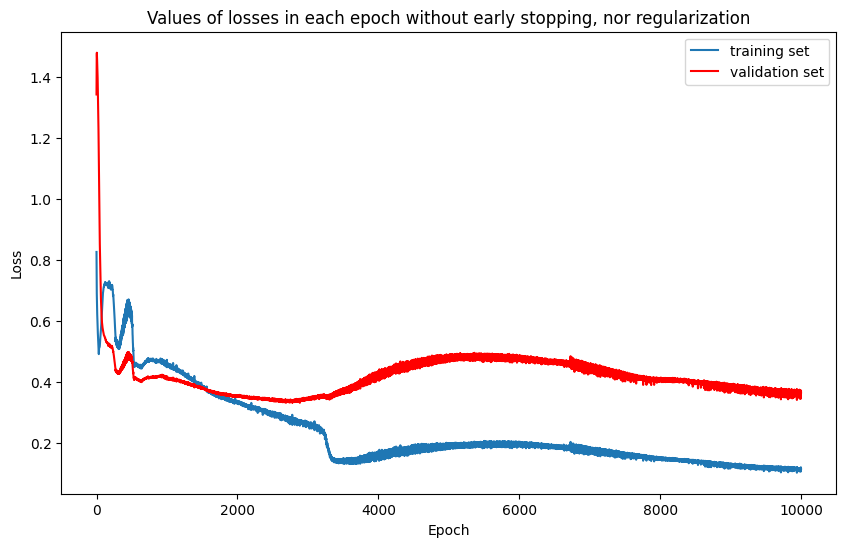 Values of losses in each epoch without early stopping, nor regularization
training set
validation set
1.4
1.2
1.0
0.8
0.6
0.4
0.2
Loss
0 2000 4000 6000 8000 10000
Epoch